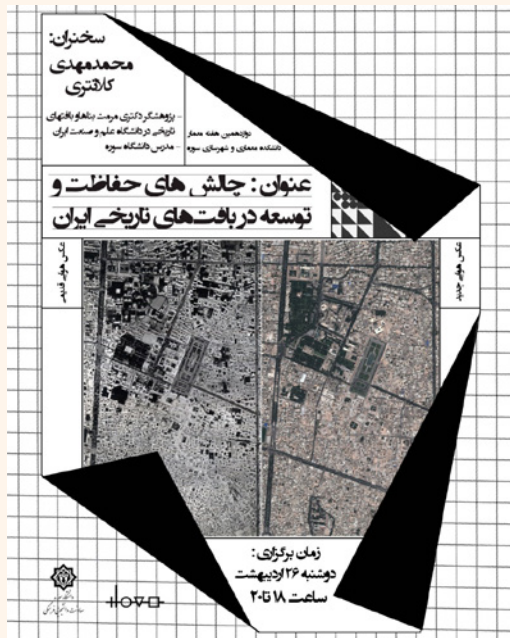 سخنران:
محمدمهدی
کلانتری
- پژوهشگر دکتری مرمت بناها و بافتهای
تاریخی در دانشگاه علم و صنعت ایران
- مدرس دانشگاه سوره
دوازدهمین هفته معمار
دانشکده معماری و شهرسازی سوره
عنوان: چالش های حفاظت و
توسعه در بافت‌های تاریخی ایران
عکس هوایی جدید
عکس هوایی قدیمی
زمان برگزاری:
دوشنبه ۲۶ اردیبهشت
ساعت ۱۸ تا ۲۰